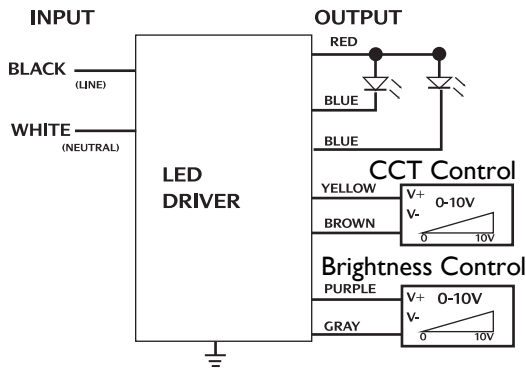 INPUT
OUTPUT
RED
BLACK
(LINE)
BLUE
WHITE
(NEUTRAL)
BLUE
LED
DRIVER
CCT Control
YELLOW
V+ 0-10V
V-
BROWN
0 10V
Brightness Control
PURPLE
V+ 0-10V
V-
GRAY
0 10V